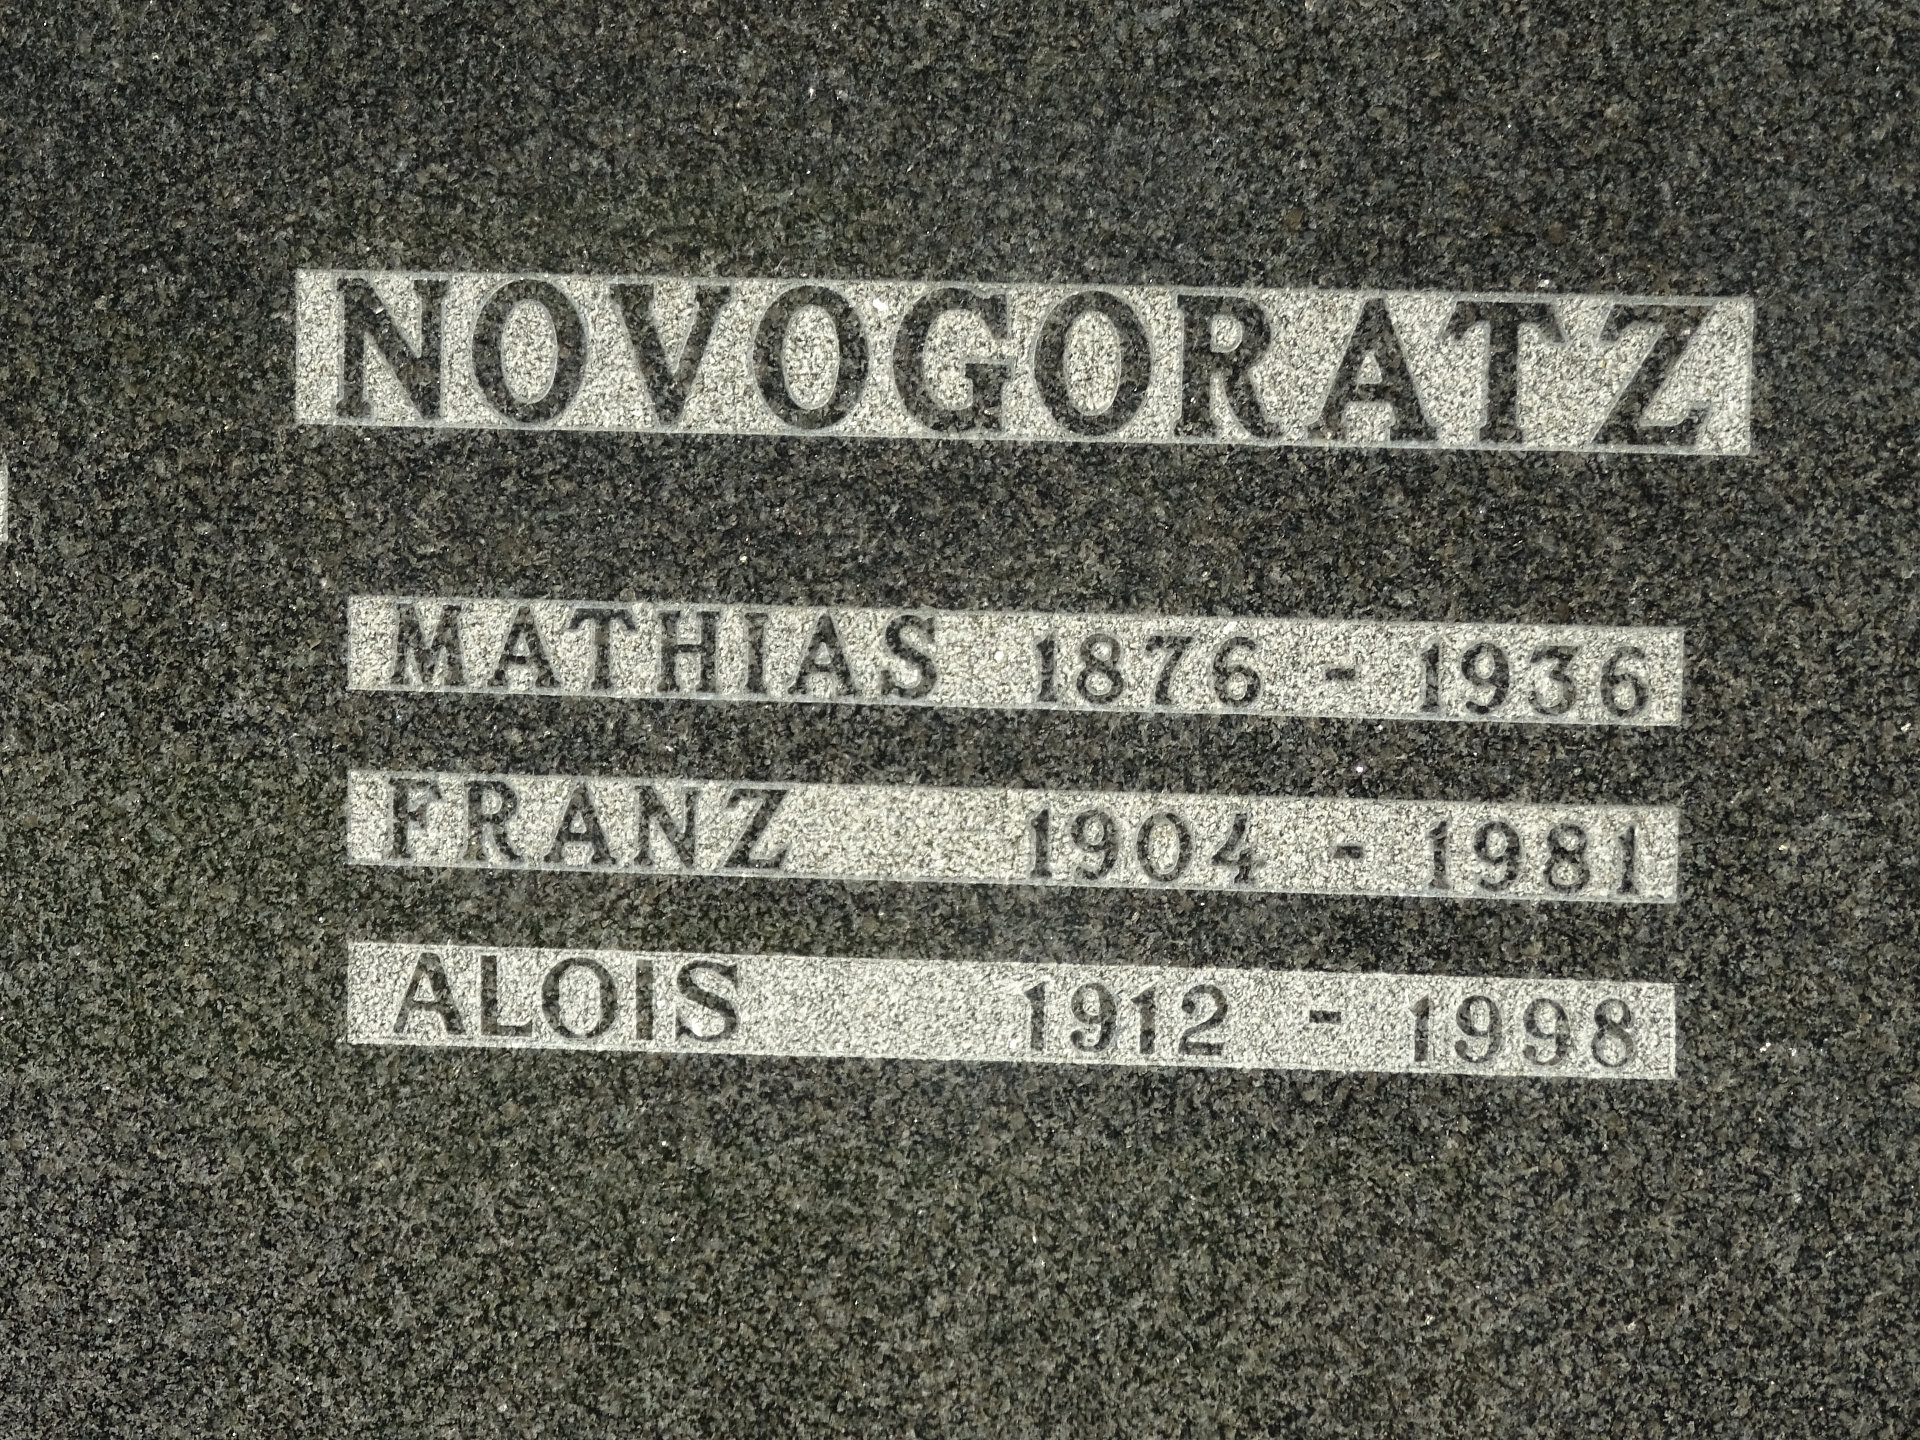 NOVOGORATZ
MATHIAS 1876 - 1936
FRANZ 1904 - 1981
ALOIS 1912 - 1998